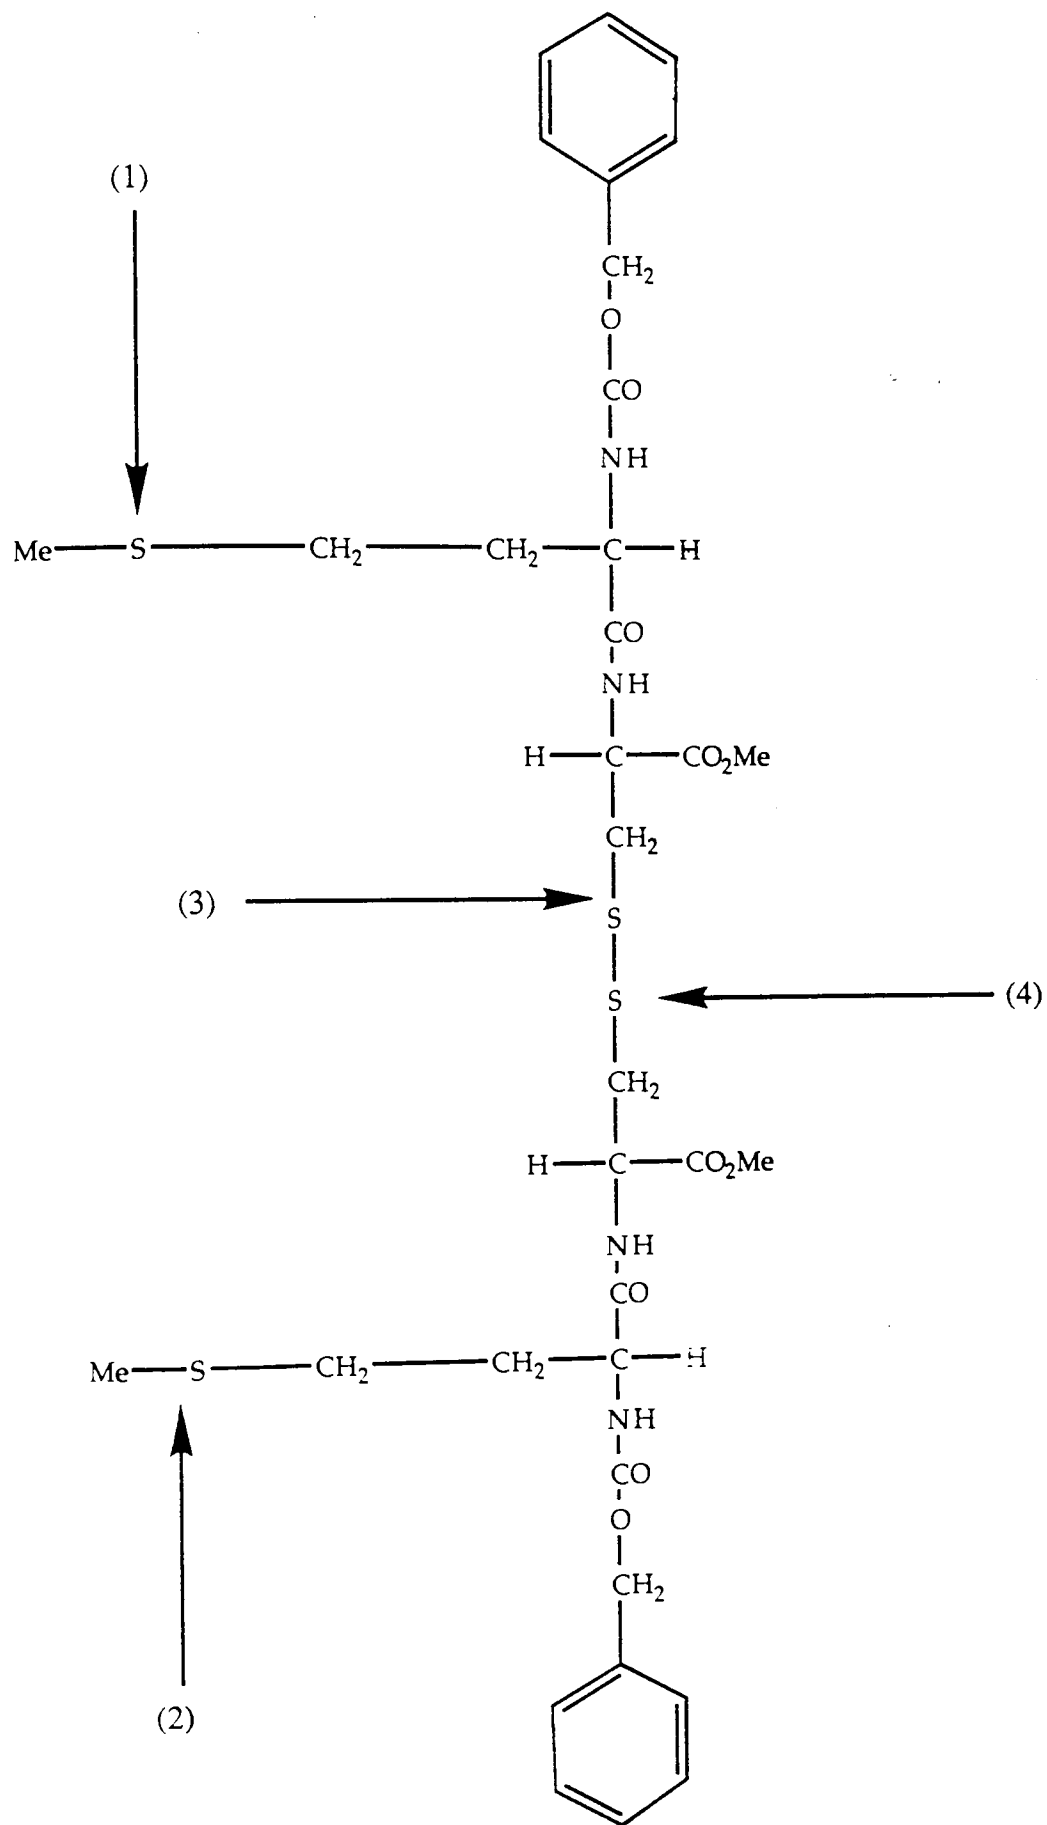 (1)
CH₂
O
CO
NH
Me S CH₂ CH₂ C H
CO
NH
H C CO₂Me
CH₂
(3)
S
S (4)
CH₂
H C CO₂Me
NH
CO
Me S CH₂ CH₂ C H
NH
CO
O
CH₂
(2)